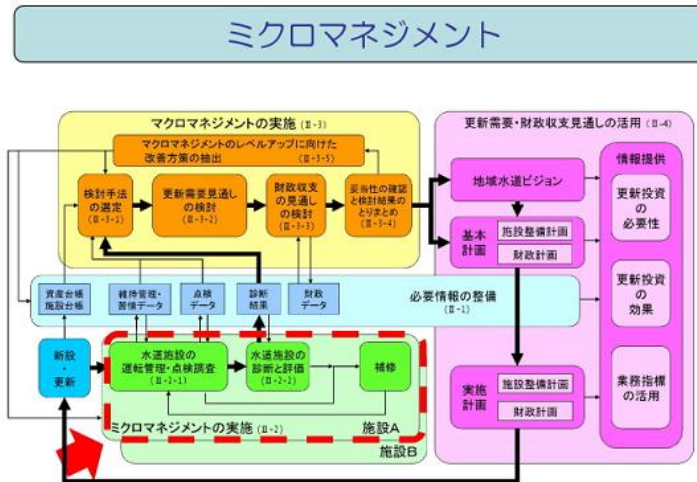 ミクロマネジメント
マクロマネジメントの実施 (Ⅱ-3)
マクロマネジメントのレベルアップに向けた
改善方策の抽出 (Ⅱ-3-5)
検討手法
の選定
(Ⅱ-3-1)
更新需要見通し
の検討
(Ⅱ-3-2)
財政収支
の見通し
の検討
(Ⅱ-3-3)
妥当性の確認
と検討結果の
とりまとめ
(Ⅱ-3-4)
更新需要・財政収支見通しの活用 (Ⅱ-4)
地域水道ビジョン
基本
計画
施設整備計画
財政計画
情報提供
更新投資
の
必要性
更新投資
の
効果
業務指標
の活用
実施
計画
施設整備計画
財政計画
資産台帳
施設台帳
維持管理・
苦情データ
点検
データ
診断
結果
財政
データ
必要情報の整備
(Ⅱ-1)
新設
・
更新
水道施設の
運転管理・点検調査
(Ⅱ-2-1)
水道施設の
診断と評価
(Ⅱ-2-2)
補修
ミクロマネジメントの実施 (Ⅱ-2)
施設A
施設B